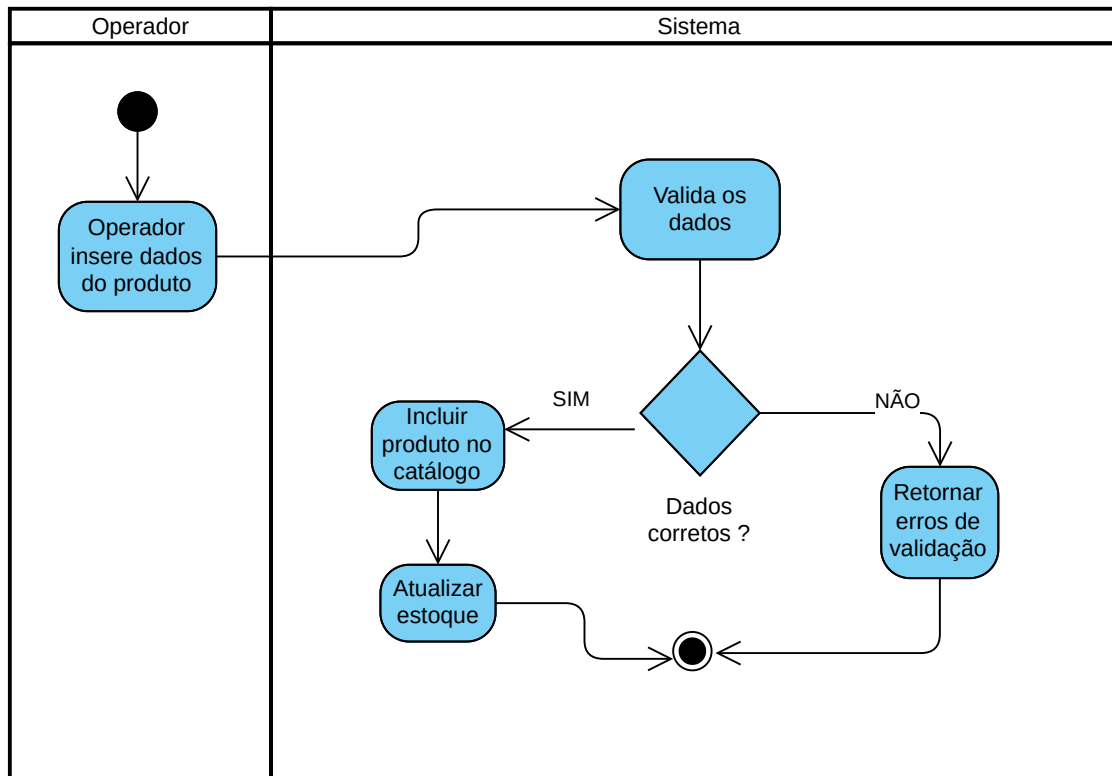 Operador
Sistema
Operador
insere dados
do produto
Valida os
dados
SIM
NÃO
Incluir
produto no
catálogo
Dados
corretos ?
Retornar
erros de
validação
Atualizar
estoque